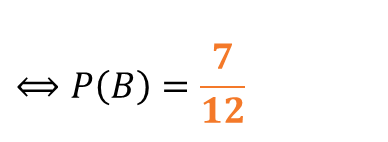 ⟺ P(B) = 7/12